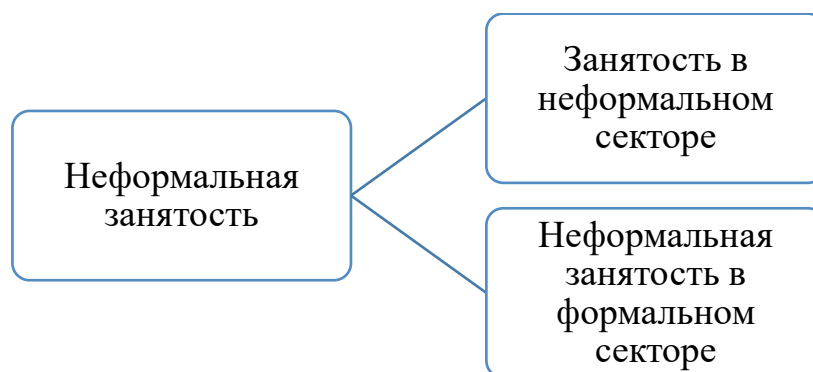 Неформальная
занятость
Занятость в
неформальном
секторе
Неформальная
занятость в
формальном
секторе